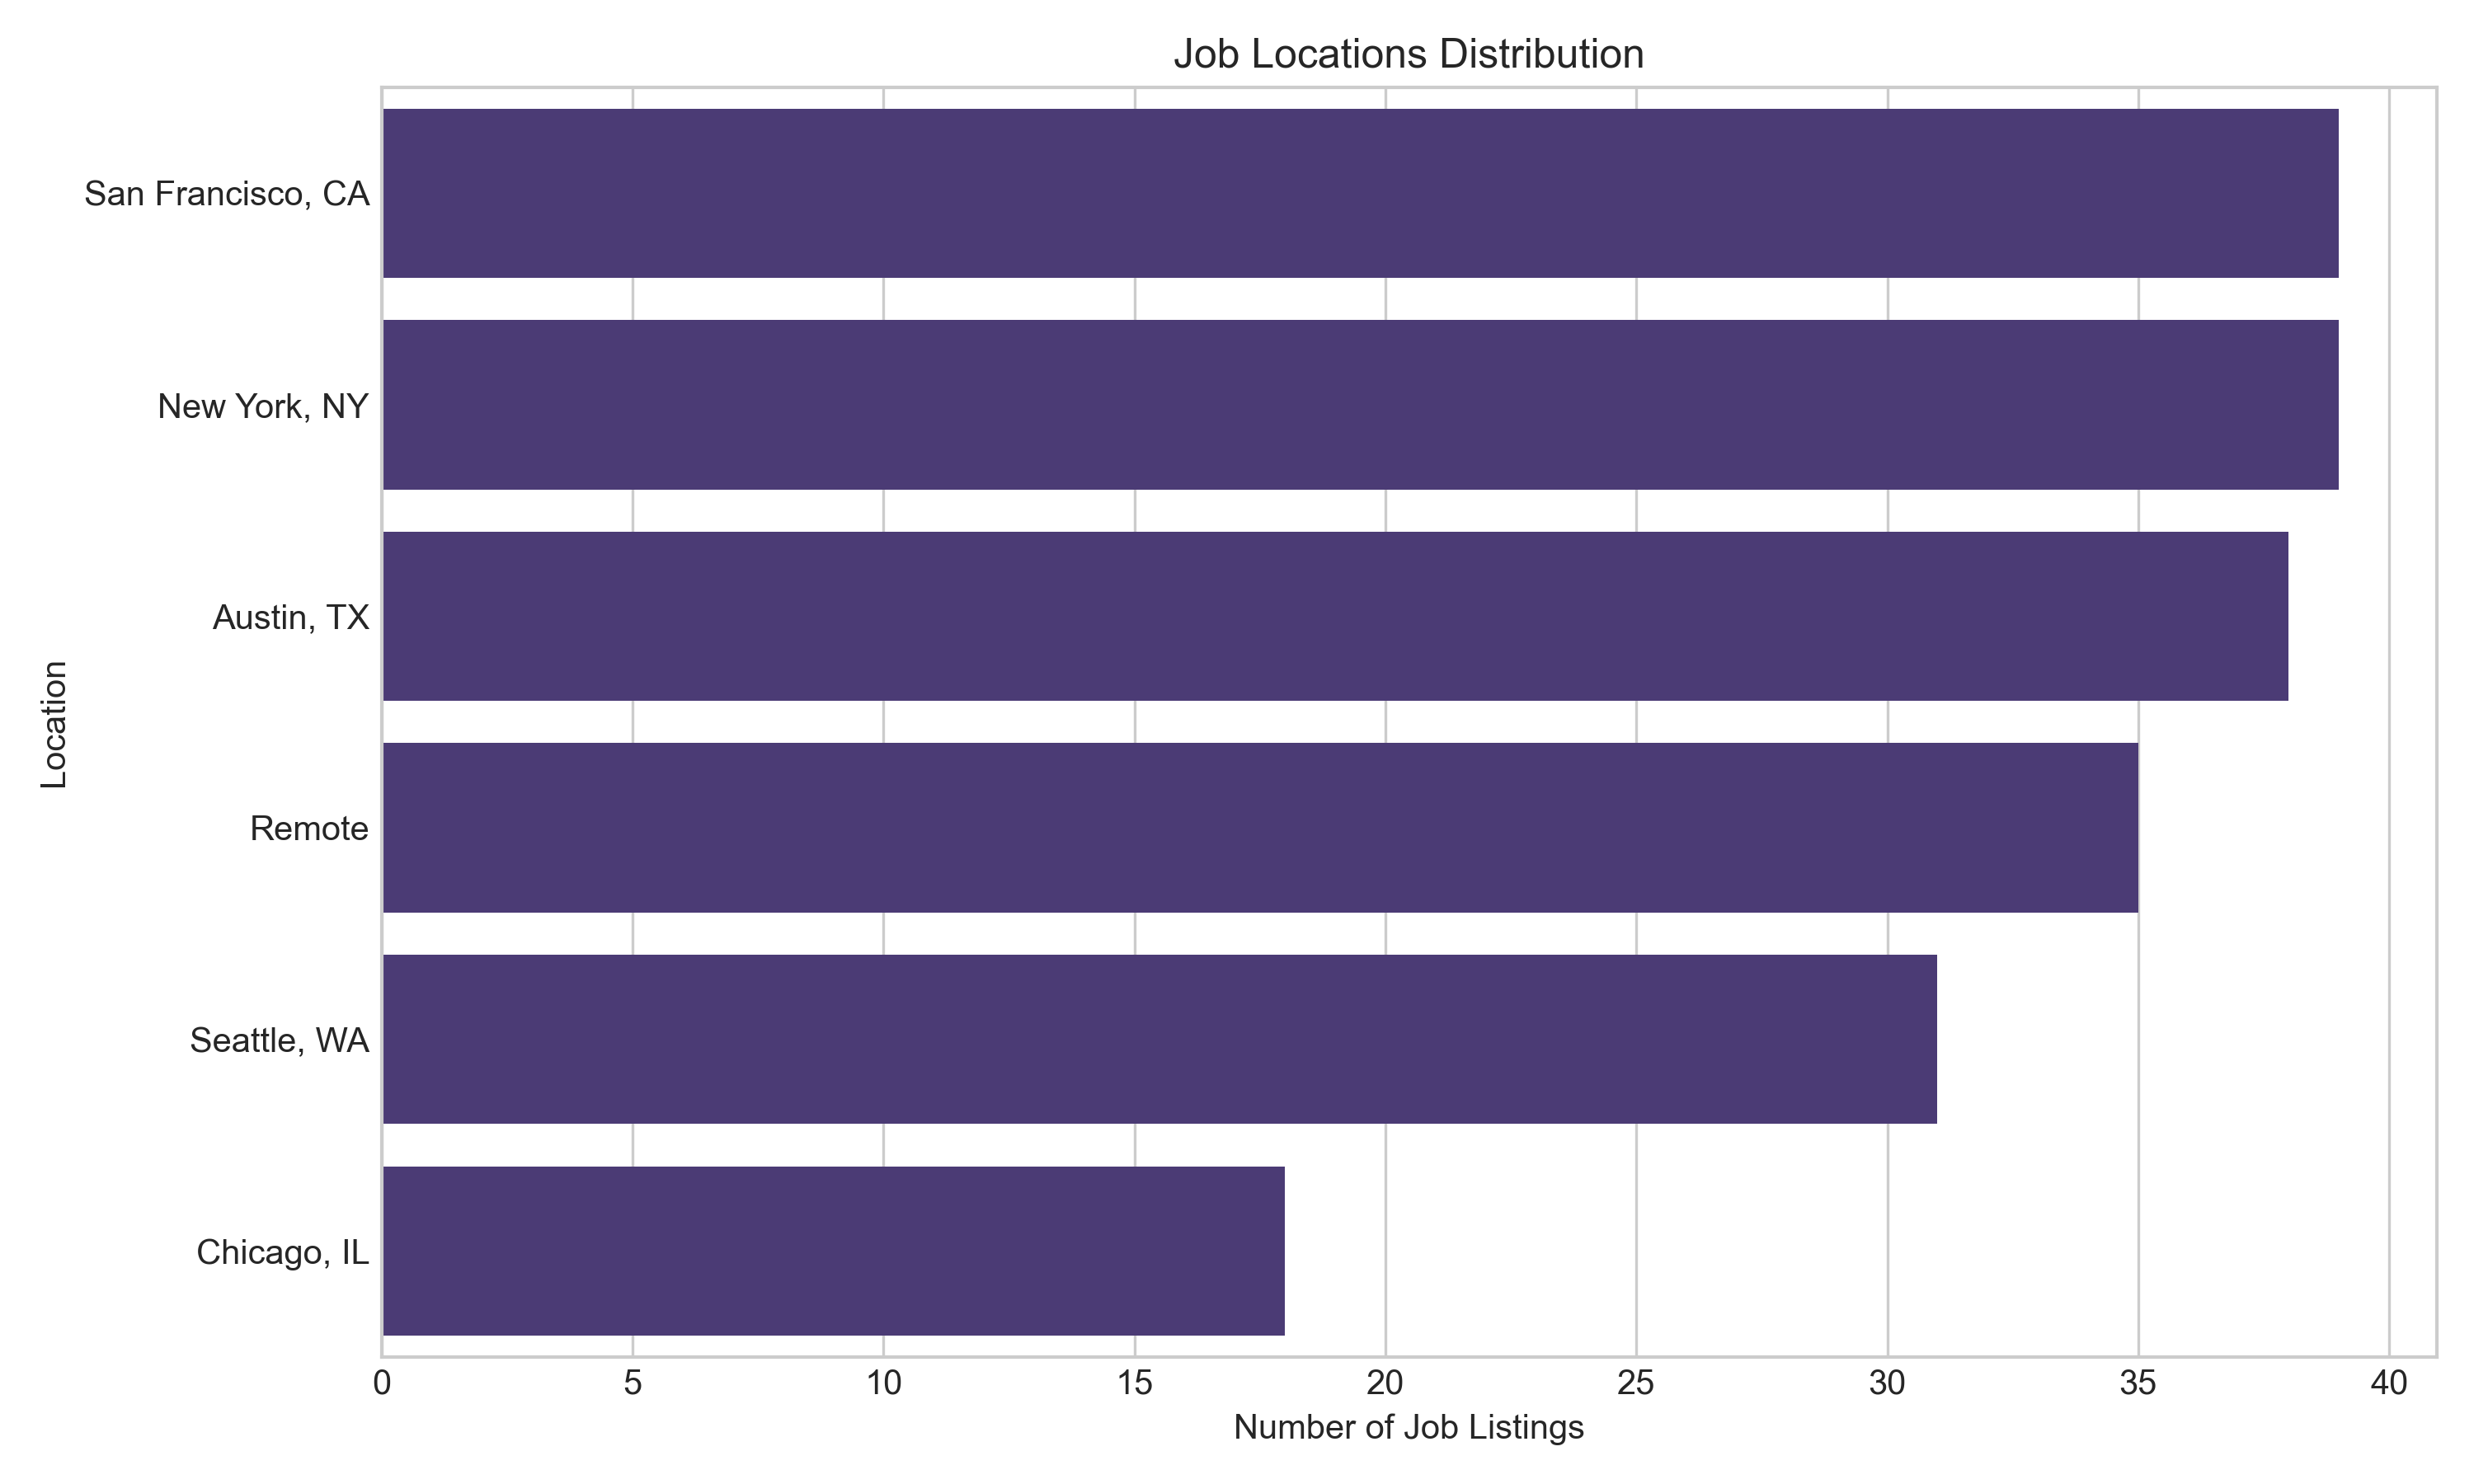 Job Locations Distribution
San Francisco, CA
New York, NY
Austin, TX
Remote
Seattle, WA
Chicago, IL
Location
0 5 10 15 20 25 30 35 40
Number of Job Listings